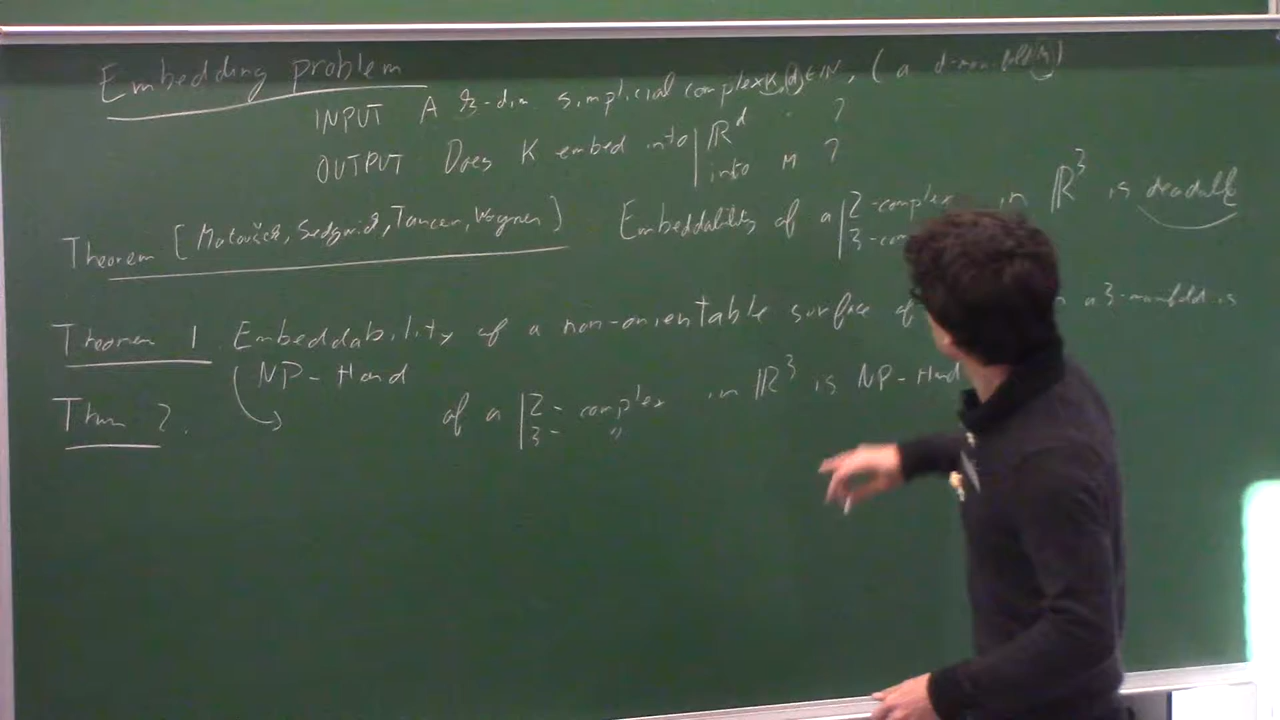 Embedding problem
INPUT A k-dim. simplicial complex K, d ∈ ℕ, (a d-manifold M)
OUTPUT Does K embed into | ℝ^d ?
into M ?
Theorem [Matoušek, Sedgwick, Tancer, Wagner] Embeddability of a | 2-complex in ℝ^3 is decidable
3-com
Theorem 1. Embeddability of a non-orientable surface of a 3-manifold is
NP-Hard
Thm 2. of a | 2-complex in ℝ^3 is NP-Hard
3- "